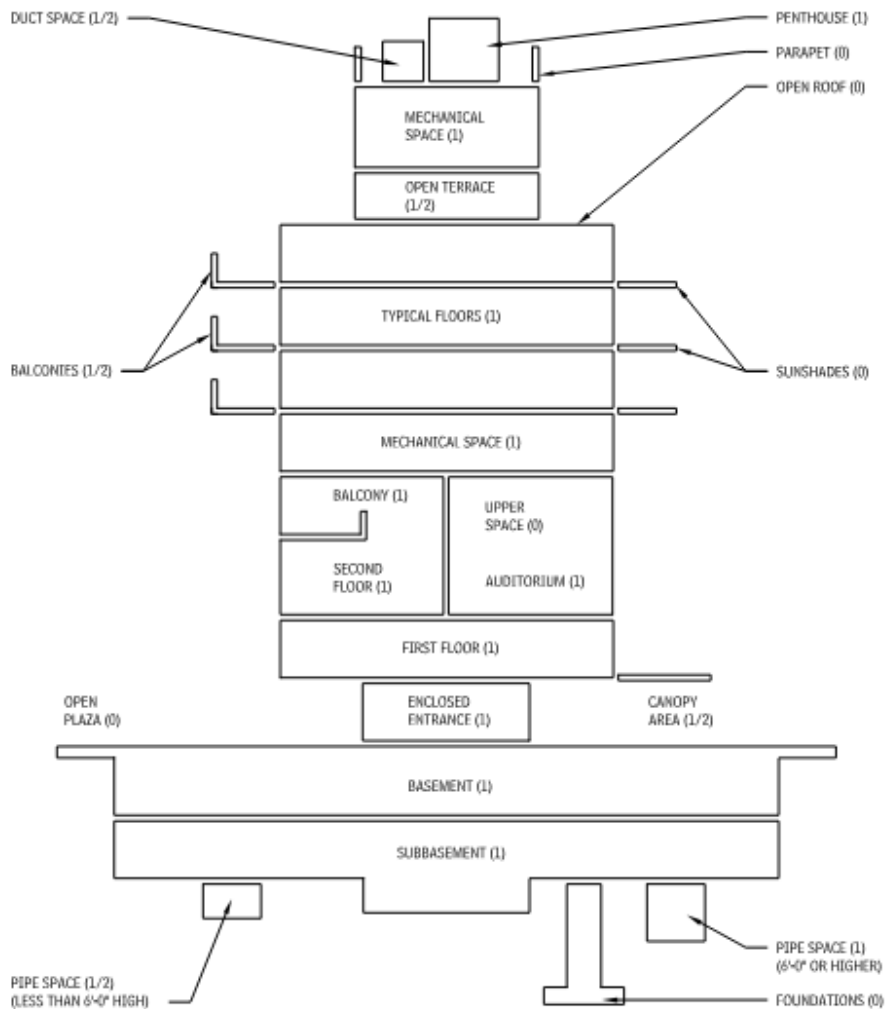 DUCT SPACE (1/2)
PENTHOUSE (1)
PARAPET (0)
OPEN ROOF (0)
MECHANICAL
SPACE (1)
OPEN TERRACE
(1/2)
TYPICAL FLOORS (1)
BALCONIES (1/2)
SUNSHADES (0)
MECHANICAL SPACE (1)
BALCONY (1)
UPPER
SPACE (0)
SECOND
FLOOR (1)
AUDITORIUM (1)
FIRST FLOOR (1)
OPEN
PLAZA (0)
ENCLOSED
ENTRANCE (1)
CANOPY
AREA (1/2)
BASEMENT (1)
SUBBASEMENT (1)
PIPE SPACE (1)
(6'-0" OR HIGHER)
PIPE SPACE (1/2)
(LESS THAN 6'-0" HIGH)
FOUNDATIONS (0)